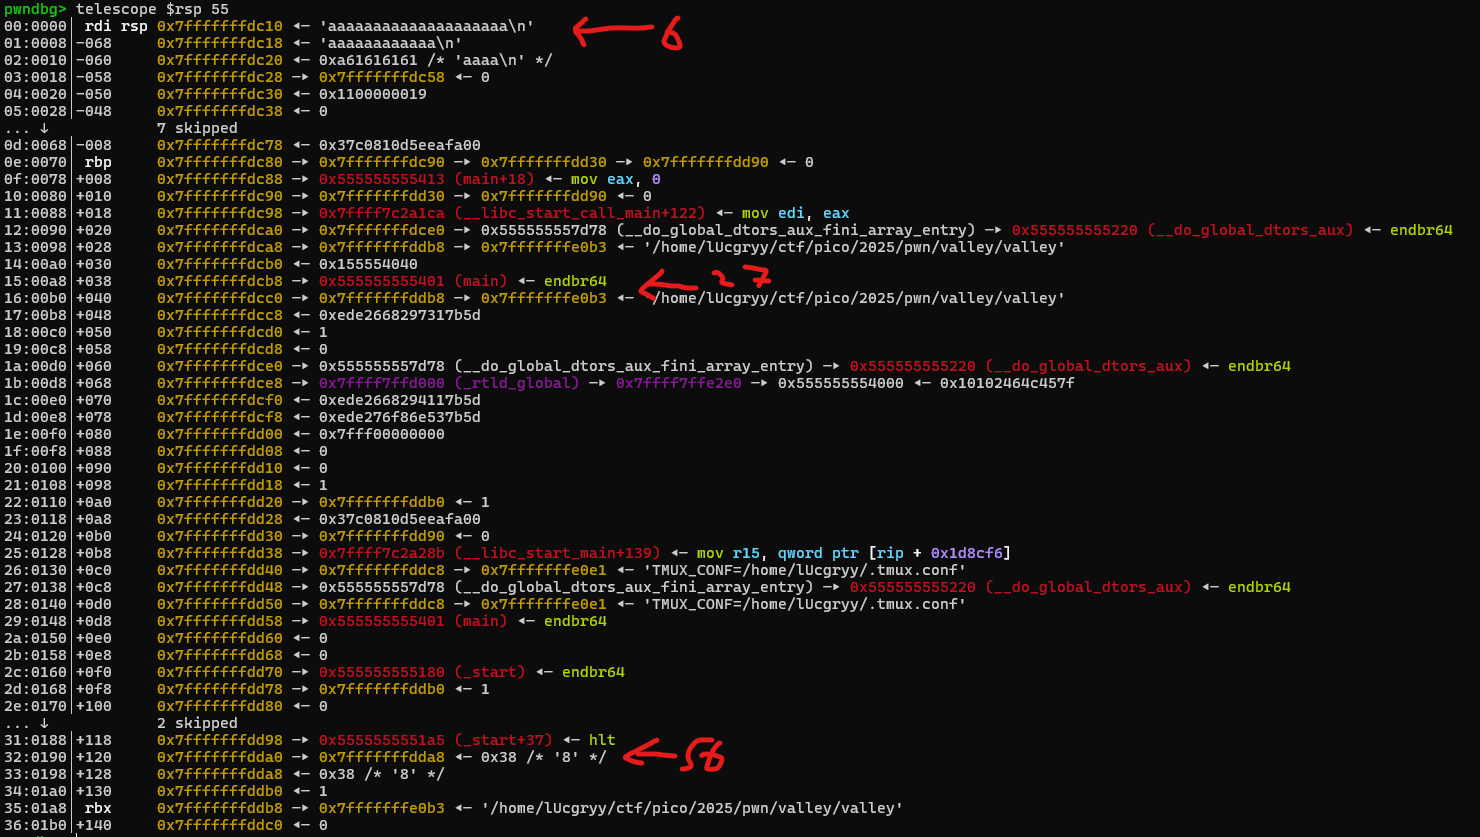 pwndbg> telescope $rsp 55
00:0000│ rdi rsp 0x7fffffffdc10 ◂— 'aaaaaaaaaaaaaaaaaaaa\n' 6
01:0008│-068     0x7fffffffdc18 ◂— 'aaaaaaaaaaaa\n'
02:0010│-060     0x7fffffffdc20 ◂— 0xa61616161 /* 'aaaa\n' */
03:0018│-058     0x7fffffffdc28 —▸ 0x7fffffffdc58 ◂— 0
04:0020│-050     0x7fffffffdc30 ◂— 0x1100000019
05:0028│-048     0x7fffffffdc38 ◂— 0
... ↓            7 skipped
0d:0068│-008     0x7fffffffdc78 ◂— 0x37c0810d5eeafa00
0e:0070│ rbp     0x7fffffffdc80 —▸ 0x7fffffffdc90 —▸ 0x7fffffffdd30 —▸ 0x7fffffffdd90 ◂— 0
0f:0078│+008     0x7fffffffdc88 —▸ 0x555555555413 (main+18) ◂— mov eax, 0
10:0080│+010     0x7fffffffdc90 —▸ 0x7fffffffdd30 —▸ 0x7fffffffdd90 ◂— 0
11:0088│+018     0x7fffffffdc98 —▸ 0x7ffff7c2a1ca (__libc_start_call_main+122) ◂— mov edi, eax
12:0090│+020     0x7fffffffdca0 —▸ 0x7fffffffdce0 —▸ 0x555555557d78 (__do_global_dtors_aux_fini_array_entry) —▸ 0x555555555220 (__do_global_dtors_aux) ◂— endbr64
13:0098│+028     0x7fffffffdca8 —▸ 0x7fffffffddb8 —▸ 0x7fffffffe0b3 ◂— '/home/lUcgryy/ctf/pico/2025/pwn/valley/valley'
14:00a0│+030     0x7fffffffdcb0 ◂— 0x155554040
15:00a8│+038     0x7fffffffdcb8 —▸ 0x555555555401 (main) ◂— endbr64 27
16:00b0│+040     0x7fffffffdcc0 —▸ 0x7fffffffddb8 —▸ 0x7fffffffe0b3 ◂— '/home/lUcgryy/ctf/pico/2025/pwn/valley/valley'
17:00b8│+048     0x7fffffffdcc8 ◂— 0xede2668297317b5d
18:00c0│+050     0x7fffffffdcd0 ◂— 1
19:00c8│+058     0x7fffffffdcd8 ◂— 0
1a:00d0│+060     0x7fffffffdce0 —▸ 0x555555557d78 (__do_global_dtors_aux_fini_array_entry) —▸ 0x555555555220 (__do_global_dtors_aux) ◂— endbr64
1b:00d8│+068     0x7fffffffdce8 —▸ 0x7ffff7ffd000 (_rtld_global) —▸ 0x7ffff7ffe2e0 —▸ 0x555555554000 ◂— 0x10102464c457f
1c:00e0│+070     0x7fffffffdcf0 ◂— 0xede2668294117b5d
1d:00e8│+078     0x7fffffffdcf8 ◂— 0xede276f86e537b5d
1e:00f0│+080     0x7fffffffdd00 ◂— 0x7fff00000000
1f:00f8│+088     0x7fffffffdd08 ◂— 0
20:0100│+090     0x7fffffffdd10 ◂— 0
21:0108│+098     0x7fffffffdd18 ◂— 1
22:0110│+0a0     0x7fffffffdd20 —▸ 0x7fffffffddb0 ◂— 1
23:0118│+0a8     0x7fffffffdd28 ◂— 0x37c0810d5eeafa00
24:0120│+0b0     0x7fffffffdd30 —▸ 0x7fffffffdd90 ◂— 0
25:0128│+0b8     0x7fffffffdd38 —▸ 0x7ffff7c2a28b (__libc_start_main+139) ◂— mov r15, qword ptr [rip + 0x1d8cf6]
26:0130│+0c0     0x7fffffffdd40 —▸ 0x7fffffffddc8 —▸ 0x7fffffffe0e1 ◂— 'TMUX_CONF=/home/lUcgryy/.tmux.conf'
27:0138│+0c8     0x7fffffffdd48 —▸ 0x555555557d78 (__do_global_dtors_aux_fini_array_entry) —▸ 0x555555555220 (__do_global_dtors_aux) ◂— endbr64
28:0140│+0d0     0x7fffffffdd50 —▸ 0x7fffffffddc8 —▸ 0x7fffffffe0e1 ◂— 'TMUX_CONF=/home/lUcgryy/.tmux.conf'
29:0148│+0d8     0x7fffffffdd58 —▸ 0x555555555401 (main) ◂— endbr64
2a:0150│+0e0     0x7fffffffdd60 ◂— 0
2b:0158│+0e8     0x7fffffffdd68 ◂— 0
2c:0160│+0f0     0x7fffffffdd70 —▸ 0x555555555180 (_start) ◂— endbr64
2d:0168│+0f8     0x7fffffffdd78 —▸ 0x7fffffffddb0 ◂— 1
2e:0170│+100     0x7fffffffdd80 ◂— 0
... ↓            2 skipped
31:0188│+118     0x7fffffffdd98 —▸ 0x5555555551a5 (_start+37) ◂— hlt
32:0190│+120     0x7fffffffdda0 —▸ 0x7fffffffdda8 ◂— 0x38 /* '8' */ 56
33:0198│+128     0x7fffffffdda8 ◂— 0x38 /* '8' */
34:01a0│+130     0x7fffffffddb0 ◂— 1
35:01a8│ rbx     0x7fffffffddb8 —▸ 0x7fffffffe0b3 ◂— '/home/lUcgryy/ctf/pico/2025/pwn/valley/valley'
36:01b0│+140     0x7fffffffddc0 ◂— 0